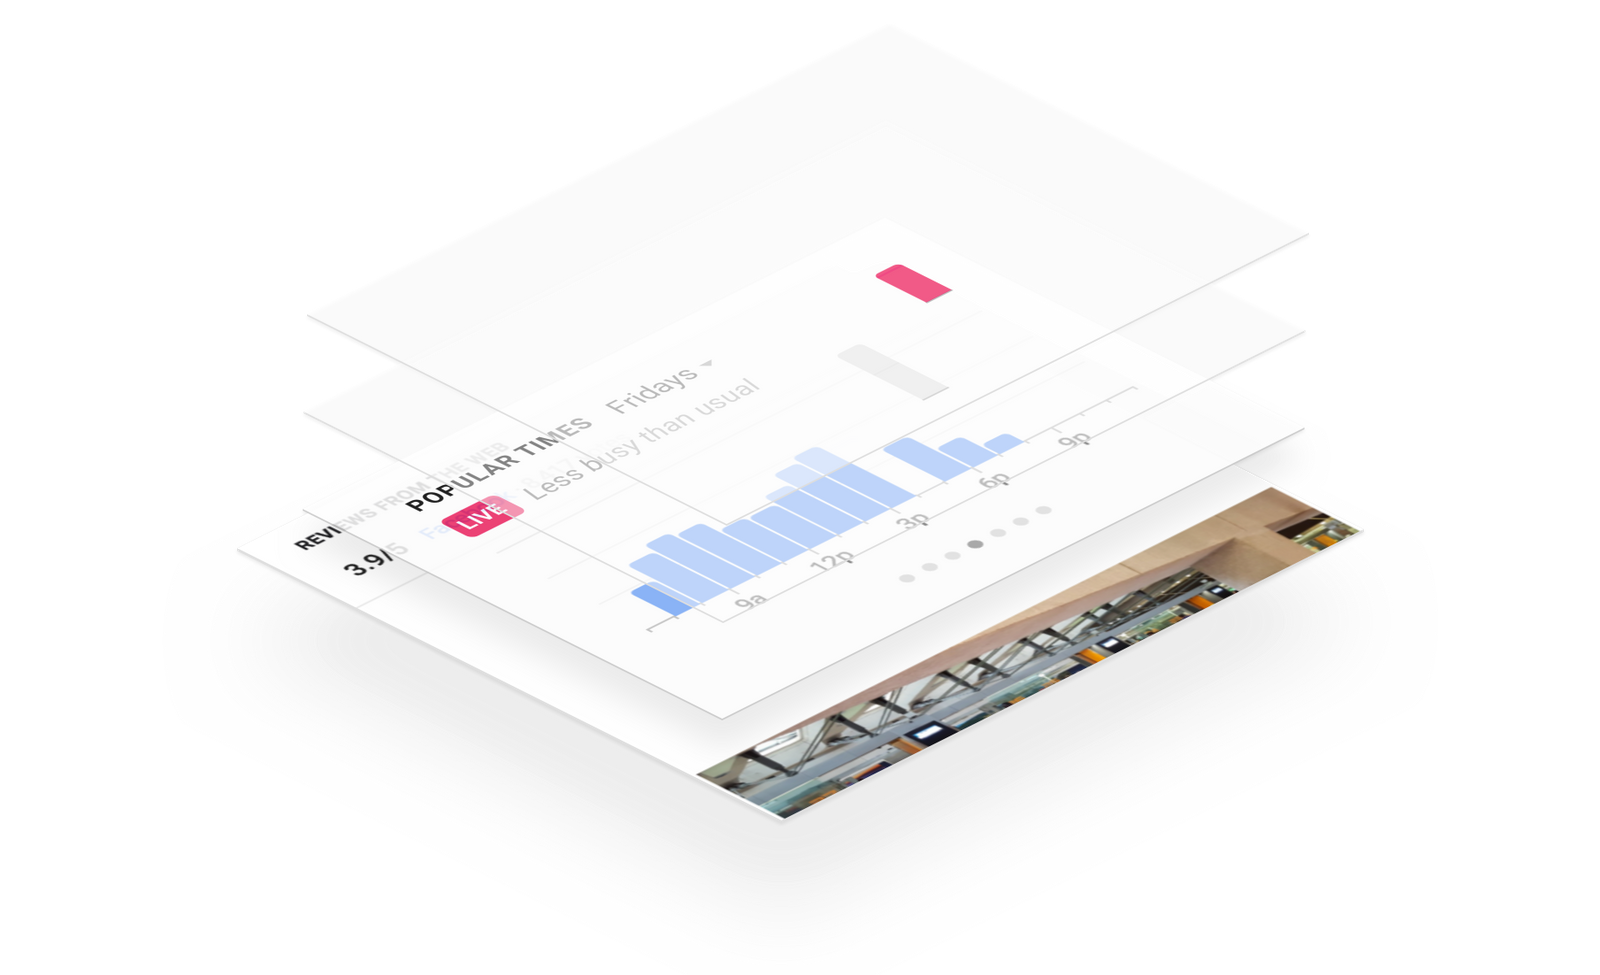 REVIEWS FROM THE WEB
3.9/5
POPULAR TIMES Fridays
LIVE Less busy than usual
9a 12p 3p 6p 9p